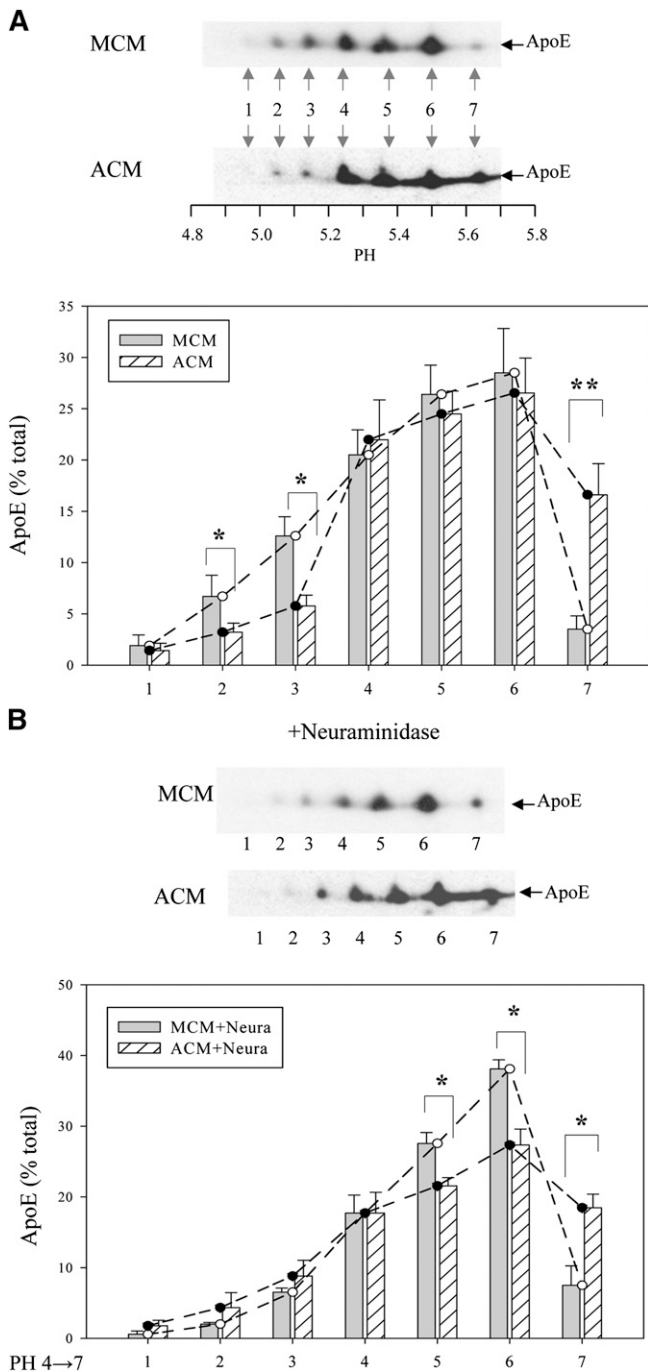 A
MCM
ApoE
1 2 3 4 5 6 7
ACM
ApoE
4.8 5.0 5.2 5.4 5.6 5.8
PH
35
30
25
20
15
10
5
0
ApoE (% total)
MCM
ACM
*
*
**
1 2 3 4 5 6 7
B
+Neuraminidase
MCM
ApoE
1 2 3 4 5 6 7
ACM
ApoE
1 2 3 4 5 6 7
50
40
30
20
10
0
ApoE (% total)
MCM+Neura
ACM+Neura
*
*
*
PH 4→7 1 2 3 4 5 6 7